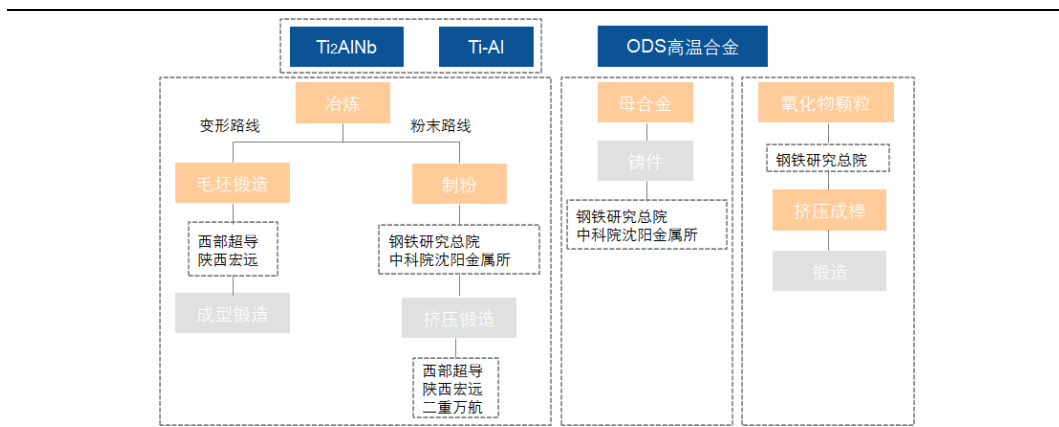 Ti2AlNb
Ti-Al
ODS高温合金
冶炼
变形路线
粉末路线
毛坯锻造
制粉
西部超导
陕西宏远
钢铁研究总院
中科院沈阳金属所
成型锻造
挤压锻造
西部超导
陕西宏远
二重万航
母合金
铸件
钢铁研究总院
中科院沈阳金属所
氧化物颗粒
钢铁研究总院
挤压成棒
锻造